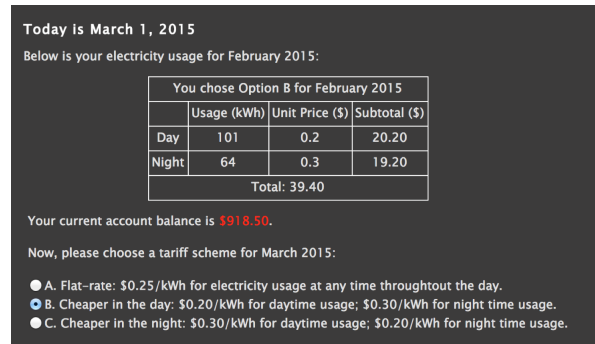 Today is March 1, 2015
Below is your electricity usage for February 2015:
You chose Option B for February 2015
Usage (kWh) Unit Price ($) Subtotal ($)
Day 101 0.2 20.20
Night 64 0.3 19.20
Total: 39.40
Your current account balance is $918.50.
Now, please choose a tariff scheme for March 2015:
A. Flat-rate: $0.25/kWh for electricity usage at any time throughtout the day.
B. Cheaper in the day: $0.20/kWh for daytime usage; $0.30/kWh for night time usage.
C. Cheaper in the night: $0.30/kWh for daytime usage; $0.20/kWh for night time usage.